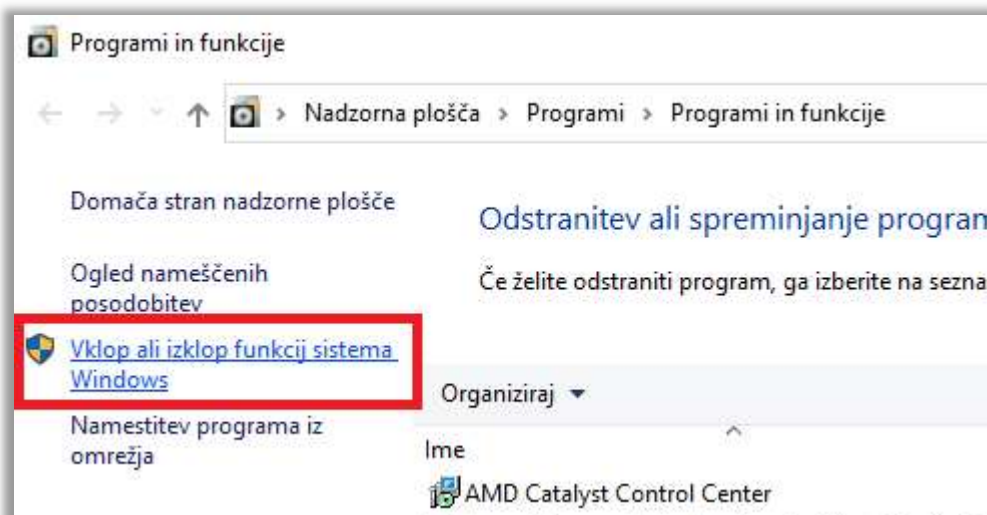 Programi in funkcije
Nadzorna plošča > Programi > Programi in funkcije
Domača stran nadzorne plošče
Ogled nameščenih
posodobitev
Vklop ali izklop funkcij sistema
Windows
Namestitev programa iz
omrežja
Odstranitev ali spreminjanje
Če želite odstraniti program, ga izberite na
Organiziraj
Ime
AMD Catalyst Control Center